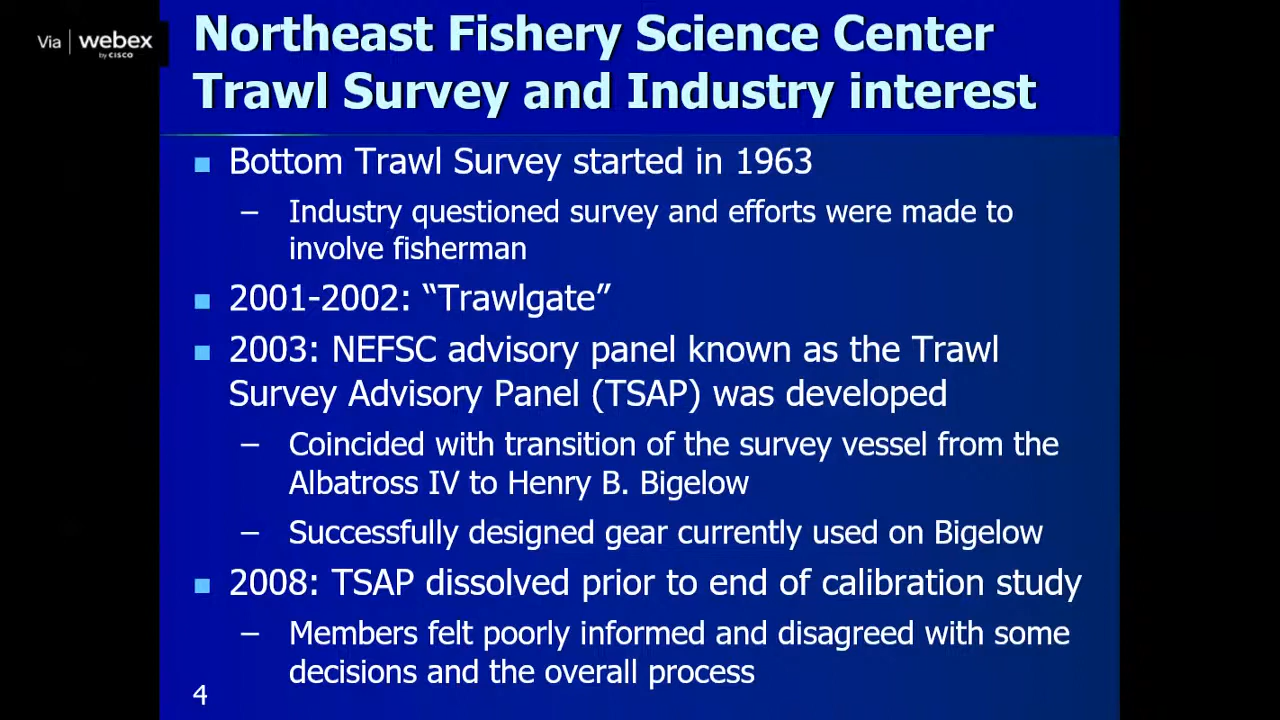 Via | webex
by CISCO
Northeast Fishery Science Center
Trawl Survey and Industry interest
■ Bottom Trawl Survey started in 1963
– Industry questioned survey and efforts were made to
involve fisherman
■ 2001-2002: “Trawlgate”
■ 2003: NEFSC advisory panel known as the Trawl
Survey Advisory Panel (TSAP) was developed
– Coincided with transition of the survey vessel from the
Albatross IV to Henry B. Bigelow
– Successfully designed gear currently used on Bigelow
■ 2008: TSAP dissolved prior to end of calibration study
– Members felt poorly informed and disagreed with some
decisions and the overall process
4